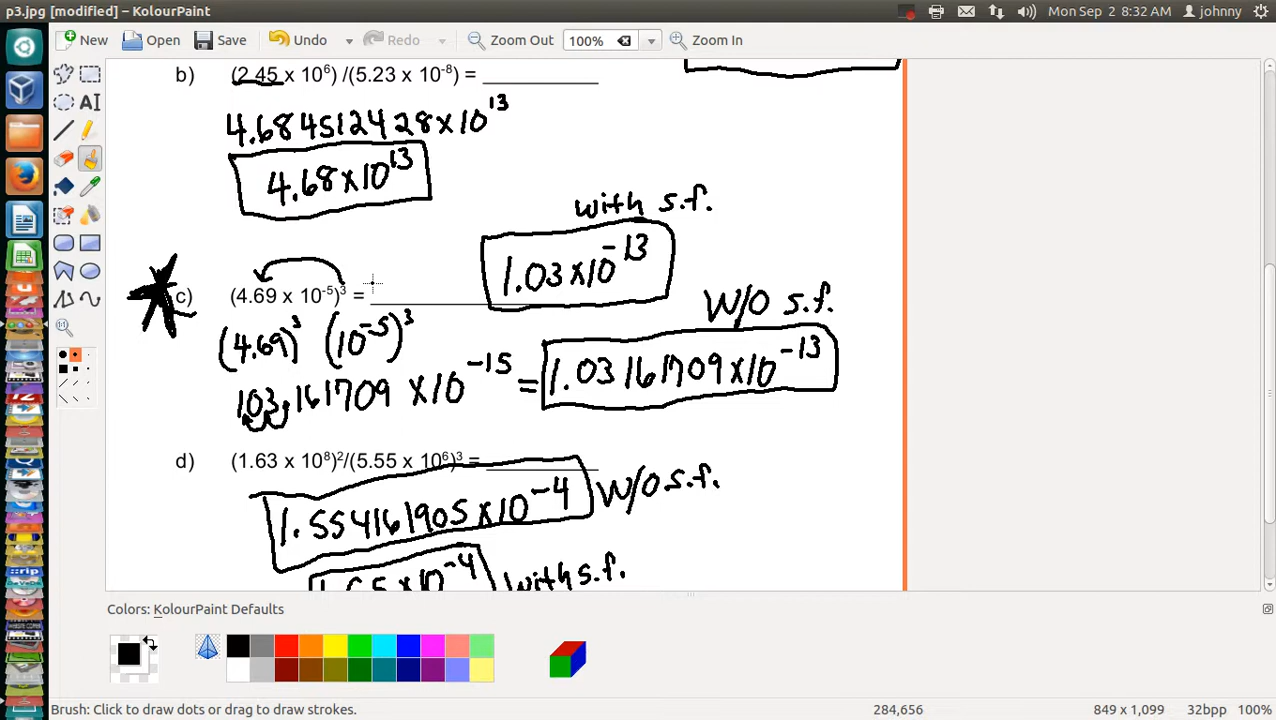 p3.jpg [modified] - KolourPaint
Mon Sep 2 8:32 AM johnny
New Open Save Undo Redo Zoom Out 100% Zoom In
b) (2.45 x 10⁶) /(5.23 x 10⁻⁸) = ____________
4.684512428 x 10¹³
4.68 x 10¹³
with s.f.
1.03 x 10⁻¹³
c) (4.69 x 10⁻⁵)³ = ____________
W/O s.f.
(4.69)³ (10⁻⁵)³
103.161709 x 10⁻¹⁵ = 1.03161709 x 10⁻¹³
d) (1.63 x 10⁸)²/(5.55 x 10⁶)³ = ____________
1.554161905 x 10⁻⁴ W/O s.f.
with s.f.
Colors: KolourPaint Defaults
Brush: Click to draw dots or drag to draw strokes.
284,656 849 x 1,099 32bpp 100%